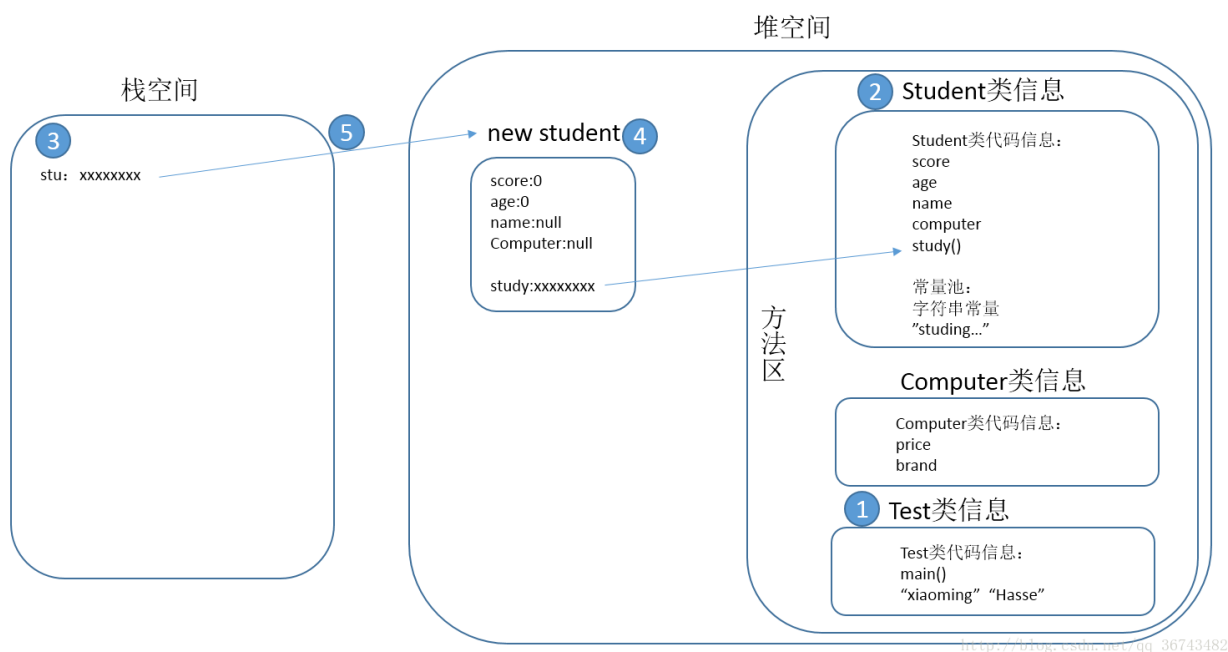 堆空间
栈空间
3
stu: xxxxxxxx
5
new student
4
score:0
age:0
name:null
Computer:null
study:xxxxxxxx
方法区
2
Student类信息
Student类代码信息:
score
age
name
computer
study()
常量池:
字符串常量
”studing...”
Computer类信息
Computer类代码信息:
price
brand
1
Test类信息
Test类代码信息:
main()
“xiaoming” “Hasse”
http://blog.csdn.net/qq_36743482